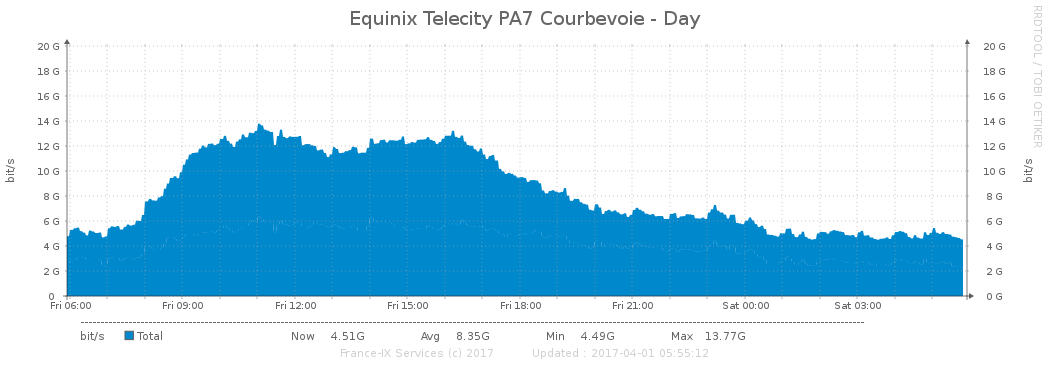 Equinix Telecity PA7 Courbevoie - Day
RRDTOOL / TOBI OETIKER
20 G 20 G
18 G 18 G
16 G 16 G
14 G 14 G
12 G 12 G
10 G 10 G
8 G 8 G
6 G 6 G
4 G 4 G
2 G 2 G
0 0 G
bit/s
bit/s
Fri 06:00 Fri 09:00 Fri 12:00 Fri 15:00 Fri 18:00 Fri 21:00 Sat 00:00 Sat 03:00
bit/s Total Now 4.51G Avg 8.35G Min 4.49G Max 13.77G
France-IX Services (c) 2017 Updated : 2017-04-01 05:55:12